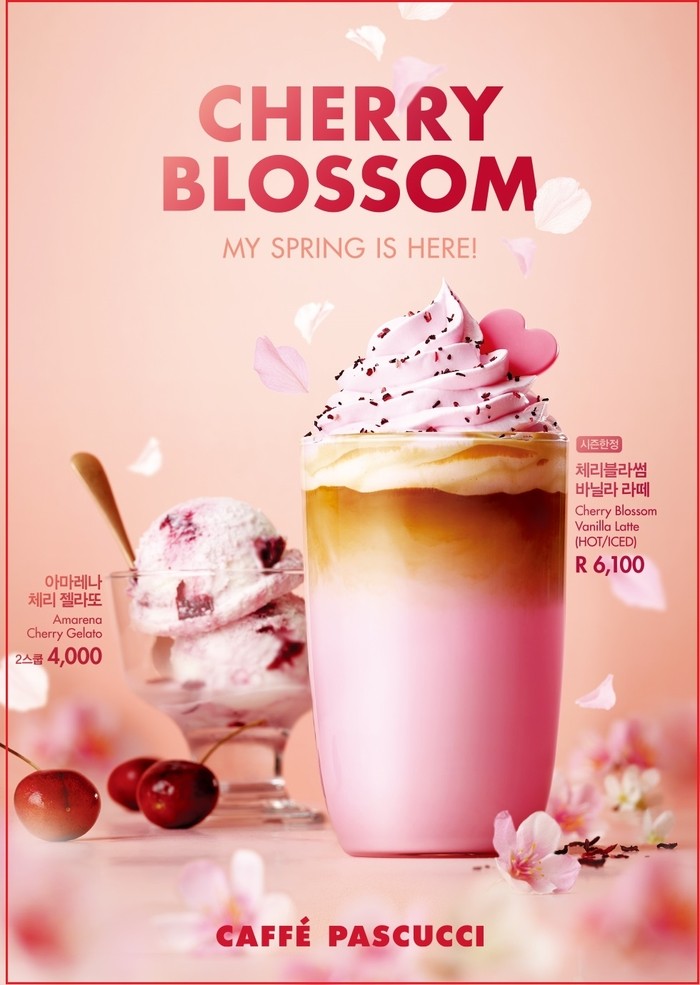 CHERRY
BLOSSOM
MY SPRING IS HERE!
시즌한정
체리블라썸
바닐라 라떼
Cherry Blossom
Vanilla Latte
(HOT/ICED)
R 6,100
아마레나
체리 젤라또
Amarena
Cherry Gelato
2스쿱 4,000
CAFFÉ PASCUCCI